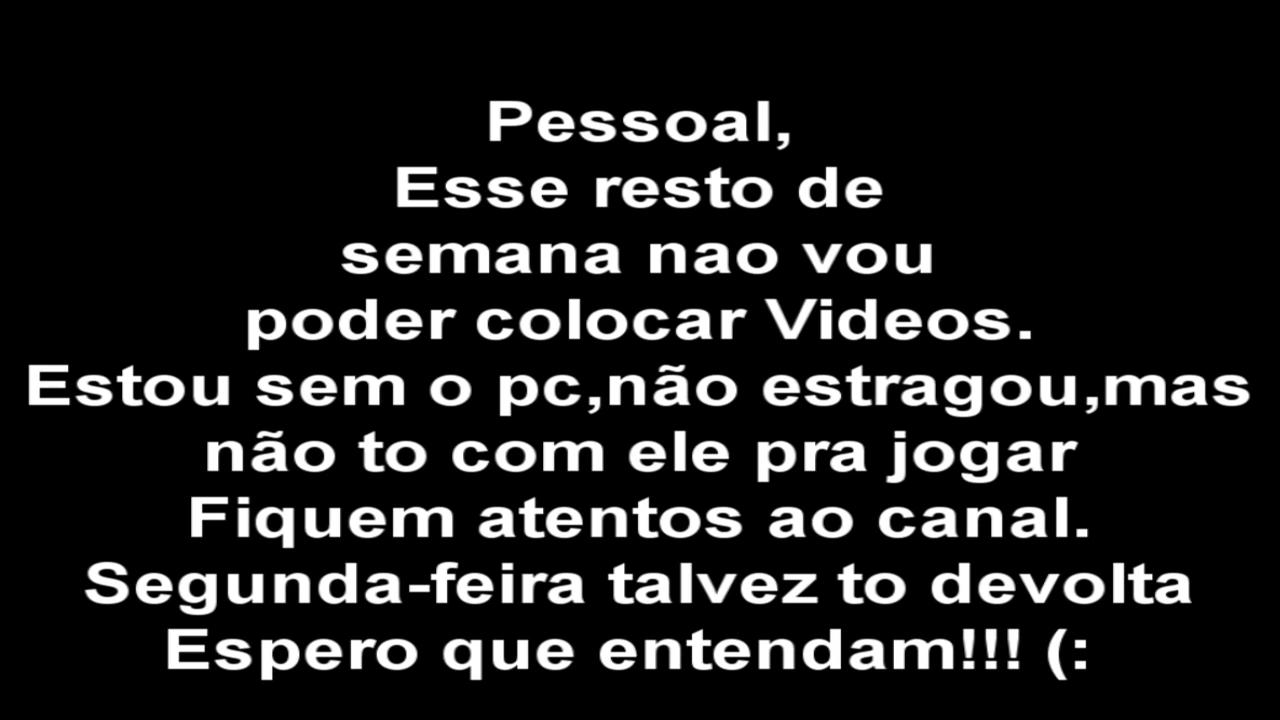 Pessoal,
Esse resto de
semana nao vou
poder colocar Videos.
Estou sem o pc,não estragou,mas
não to com ele pra jogar
Fiquem atentos ao canal.
Segunda-feira talvez to devolta
Espero que entendam!!! (: